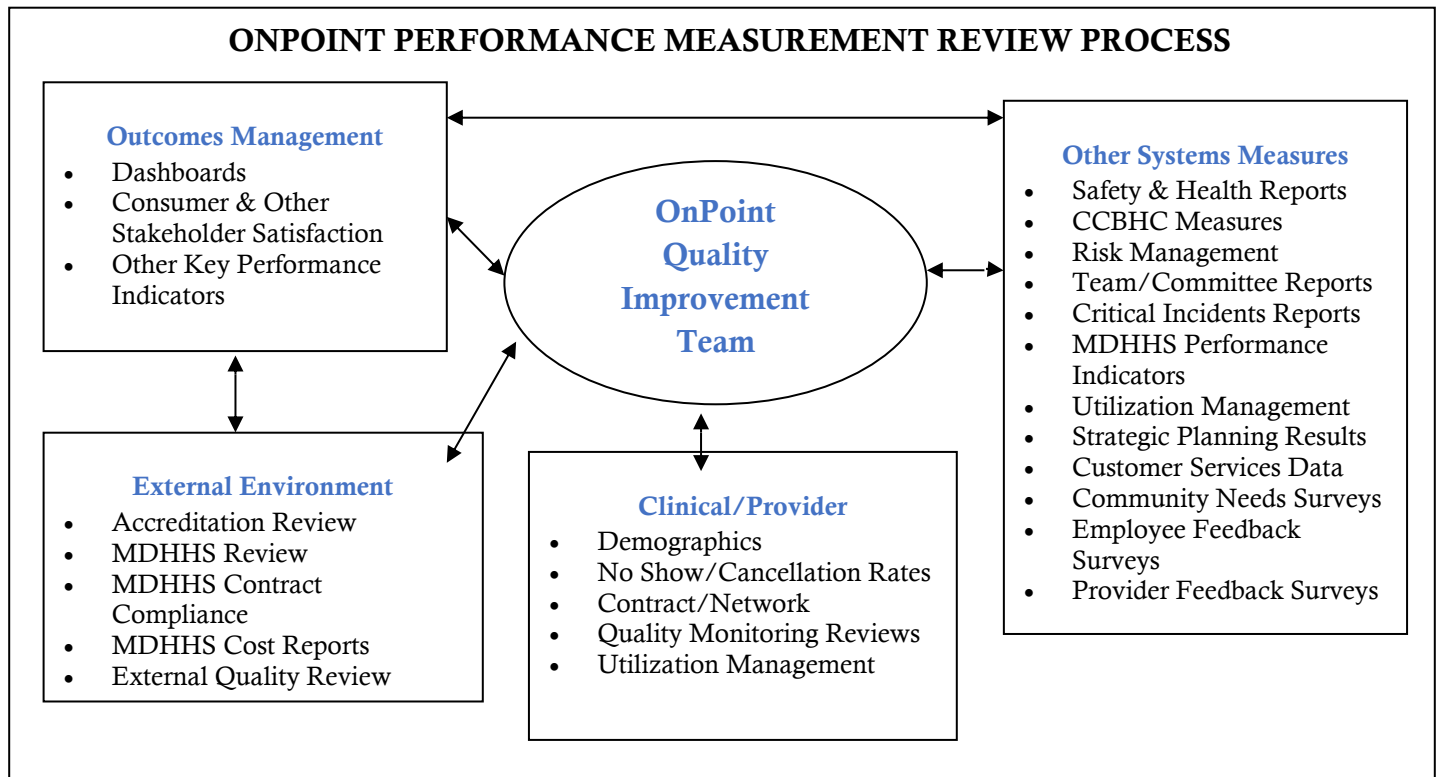 ONPOINT PERFORMANCE MEASUREMENT REVIEW PROCESS
Outcomes Management
• Dashboards
• Consumer & Other
Stakeholder Satisfaction
• Other Key Performance
Indicators
OnPoint
Quality
Improvement
Team
Other Systems Measures
• Safety & Health Reports
• CCBHC Measures
• Risk Management
• Team/Committee Reports
• Critical Incidents Reports
• MDHHS Performance
Indicators
• Utilization Management
• Strategic Planning Results
• Customer Services Data
• Community Needs Surveys
• Employee Feedback
Surveys
• Provider Feedback Surveys
External Environment
• Accreditation Review
• MDHHS Review
• MDHHS Contract
Compliance
• MDHHS Cost Reports
• External Quality Review
Clinical/Provider
• Demographics
• No Show/Cancellation Rates
• Contract/Network
• Quality Monitoring Reviews
• Utilization Management